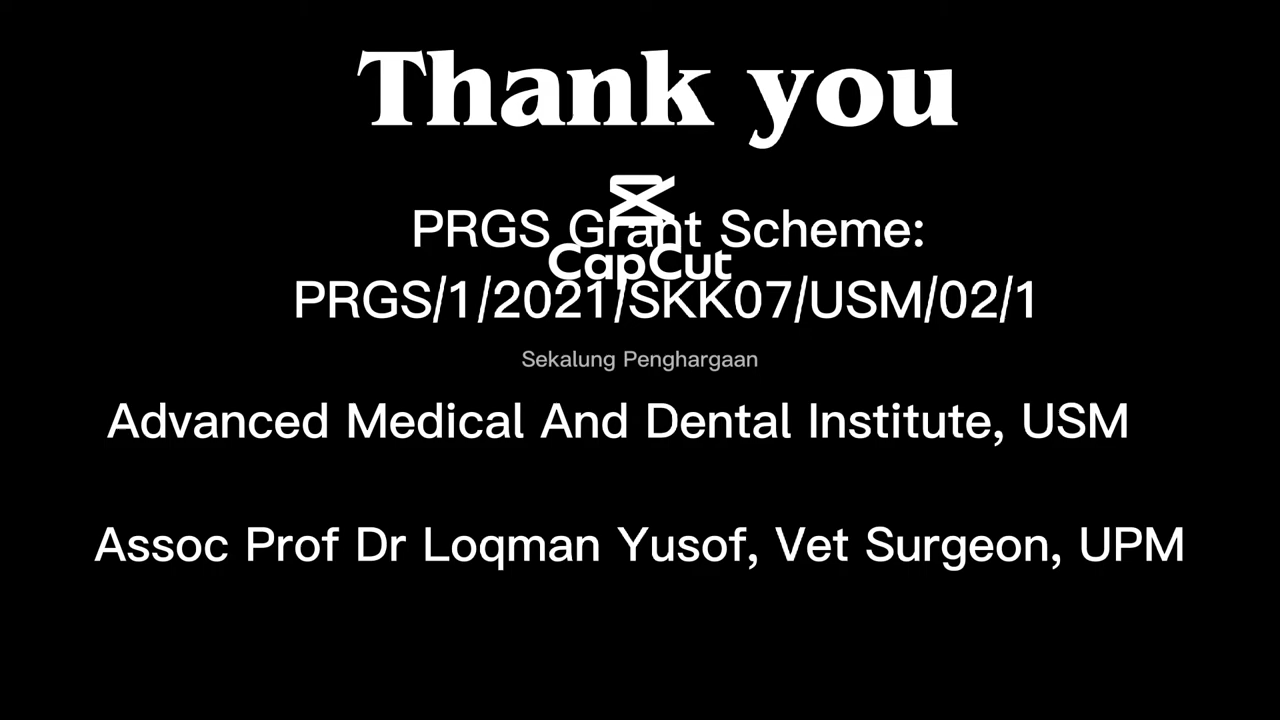 Thank you
PRGS Grant Scheme:
CapCut
PRGS/1/2021/SKK07/USM/02/1
Sekalung Penghargaan
Advanced Medical And Dental Institute, USM
Assoc Prof Dr Loqman Yusof, Vet Surgeon, UPM